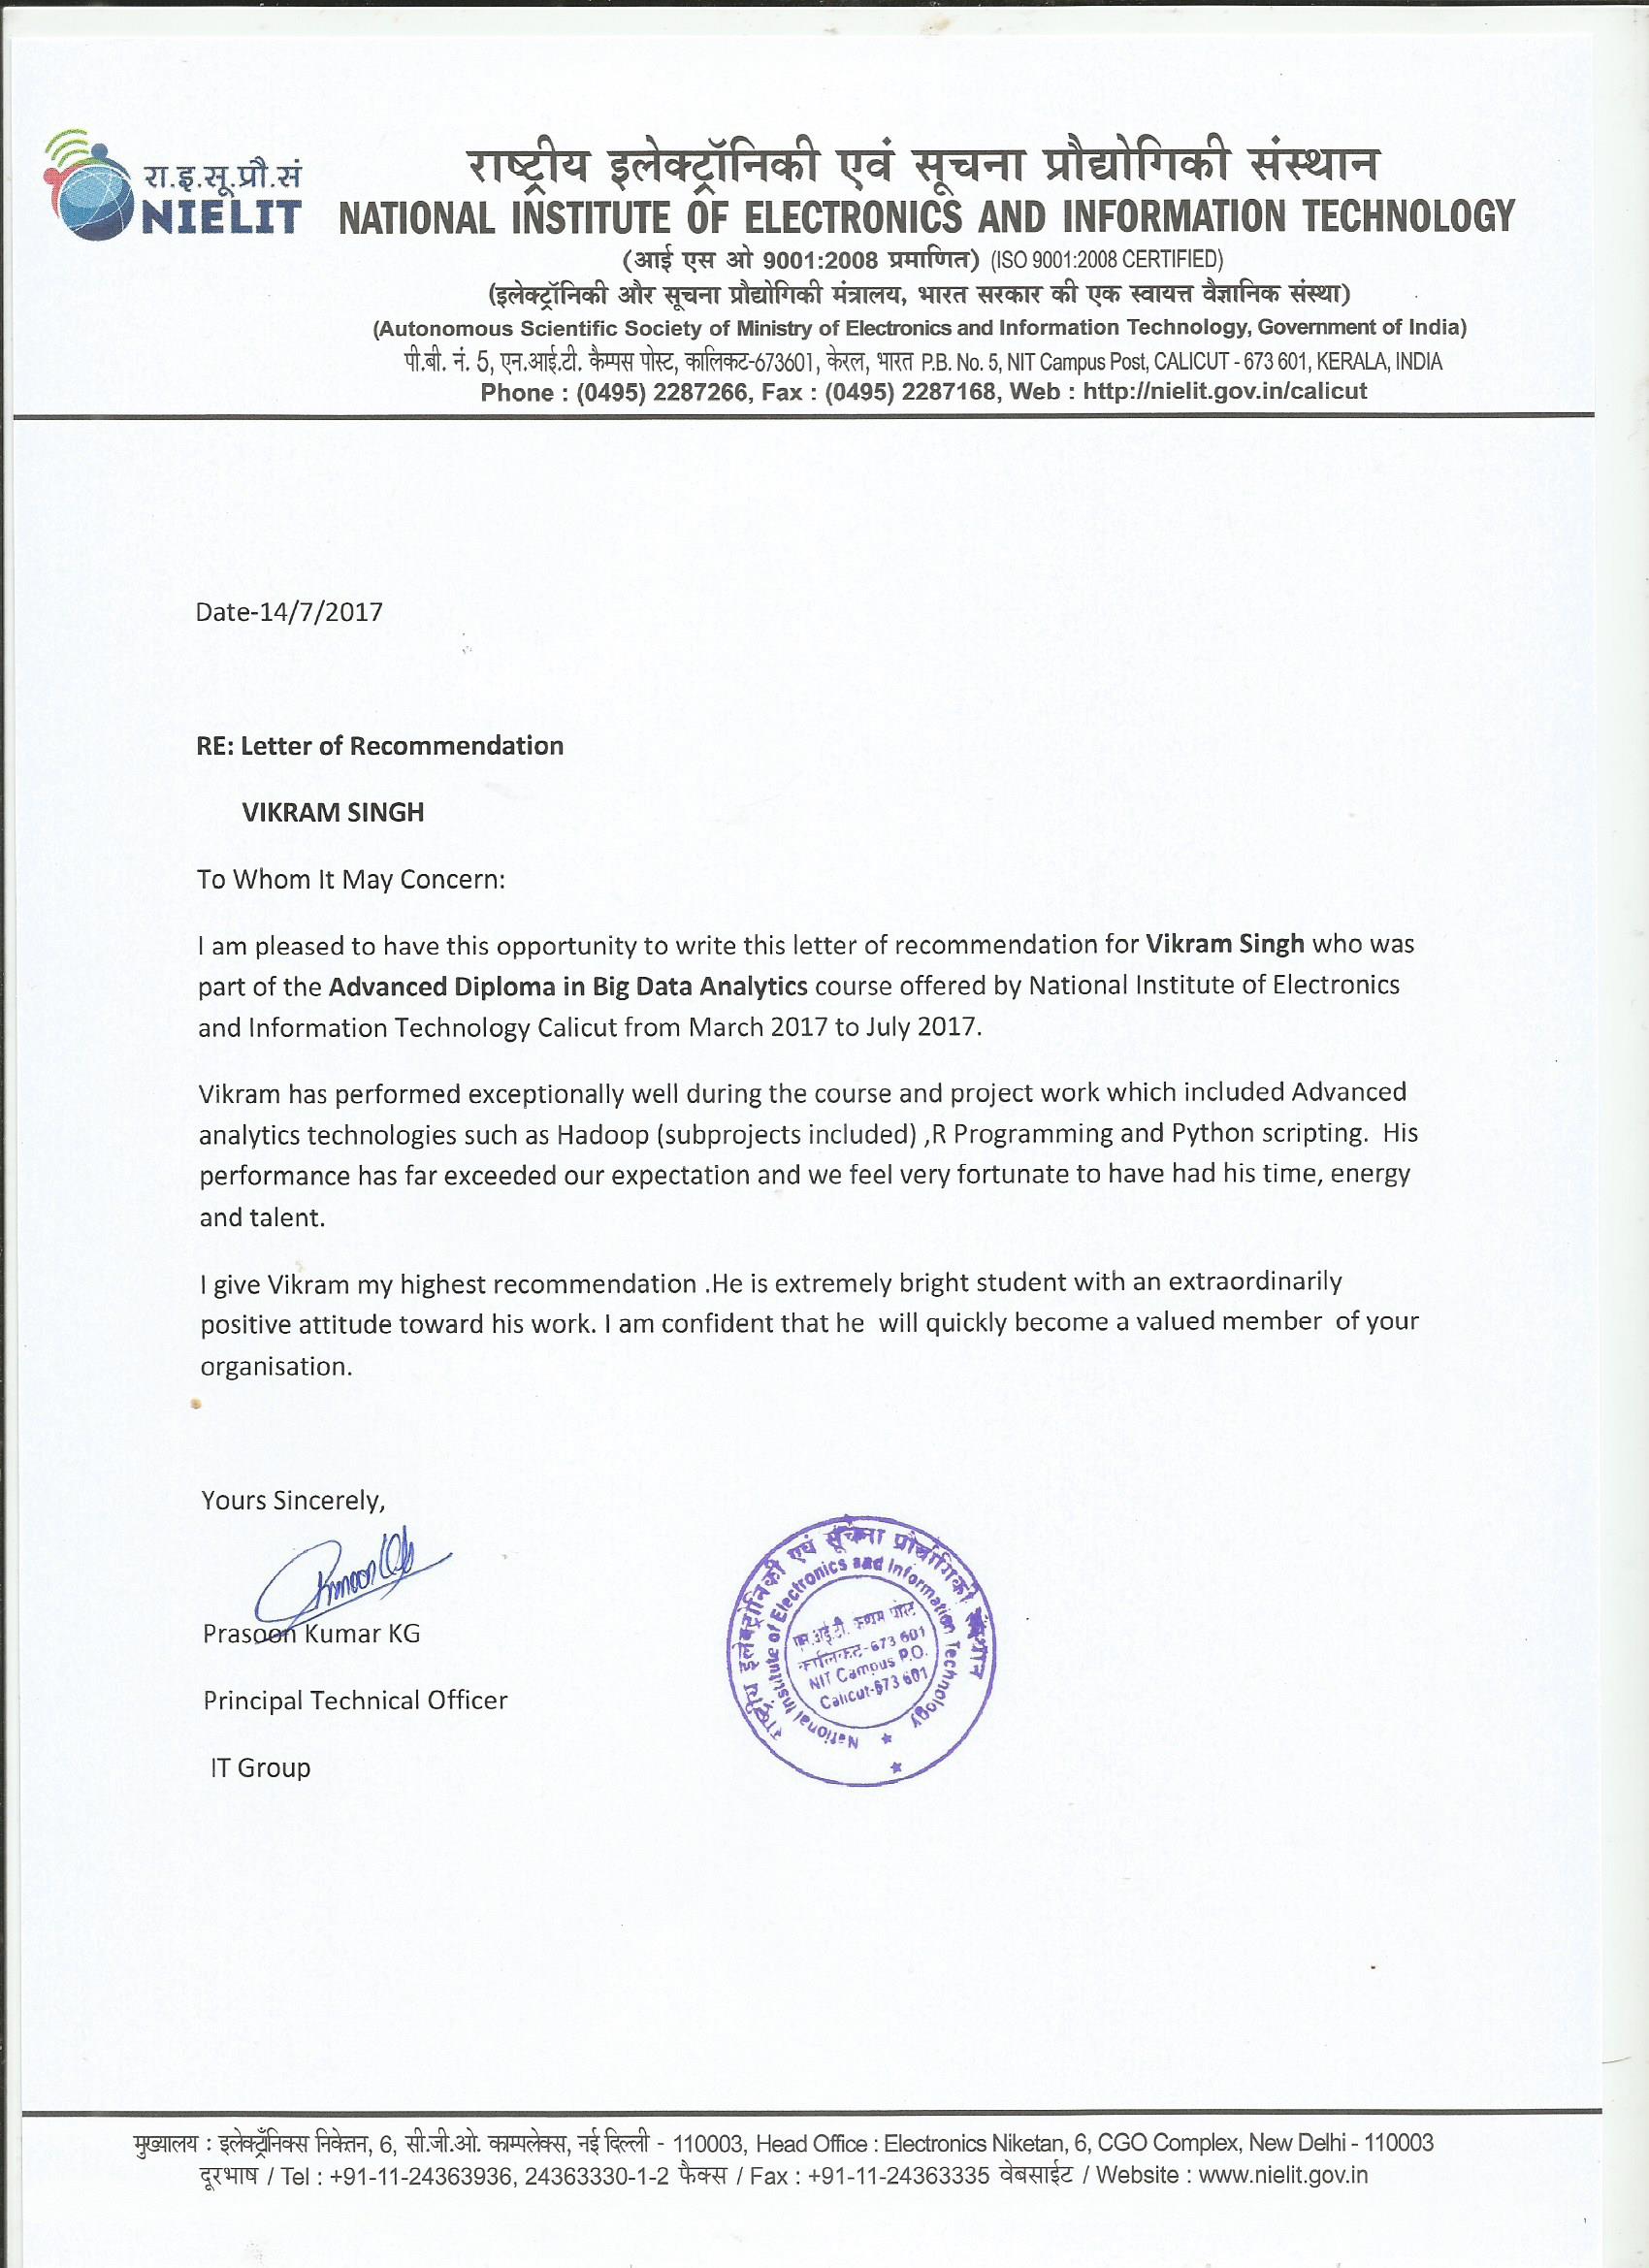 रा.इ.सू.प्रौ.सं
NIELIT
राष्ट्रीय इलेक्ट्रॉनिकी एवं सूचना प्रौद्योगिकी संस्थान
NATIONAL INSTITUTE OF ELECTRONICS AND INFORMATION TECHNOLOGY
(आई एस ओ 9001:2008 प्रमाणित) (ISO 9001:2008 CERTIFIED)
(इलेक्ट्रॉनिकी और सूचना प्रौद्योगिकी मंत्रालय, भारत सरकार की एक स्वायत्त वैज्ञानिक संस्था)
(Autonomous Scientific Society of Ministry of Electronics and Information Technology, Government of India)
पी.बी. नं. 5, एन.आई.टी. कैम्पस पोस्ट, कालिकट-673601, केरल, भारत P.B. No. 5, NIT Campus Post, CALICUT - 673 601, KERALA, INDIA
Phone : (0495) 2287266, Fax : (0495) 2287168, Web : http://nielit.gov.in/calicut
Date-14/7/2017
RE: Letter of Recommendation
VIKRAM SINGH
To Whom It May Concern:
I am pleased to have this opportunity to write this letter of recommendation for Vikram Singh who was
part of the Advanced Diploma in Big Data Analytics course offered by National Institute of Electronics
and Information Technology Calicut from March 2017 to July 2017.
Vikram has performed exceptionally well during the course and project work which included Advanced
analytics technologies such as Hadoop (subprojects included) ,R Programming and Python scripting.  His
performance has far exceeded our expectation and we feel very fortunate to have had his time, energy
and talent.
I give Vikram my highest recommendation .He is extremely bright student with an extraordinarily
positive attitude toward his work. I am confident that he  will quickly become a valued member  of your
organisation.
Yours Sincerely,
Prasoon Kumar KG
Principal Technical Officer
IT Group
राष्ट्रीय इलेक्ट्रोनिकी एवं सूचना प्रौद्योगिकी संस्थान
National Institute of Electronics and Information Technology
एन.आई.टी. पोस्ट
कालिकट-673 601
NIT Campus P.O.
Calicut-673 601
मुख्यालय : इलेक्ट्रॉनिक्स निकेतन, 6, सी.जी.ओ. काम्पलेक्स, नई दिल्ली - 110003, Head Office : Electronics Niketan, 6, CGO Complex, New Delhi - 110003
दूरभाष / Tel : +91-11-24363936, 24363330-1-2 फैक्स / Fax : +91-11-24363335 वेबसाईट / Website : www.nielit.gov.in